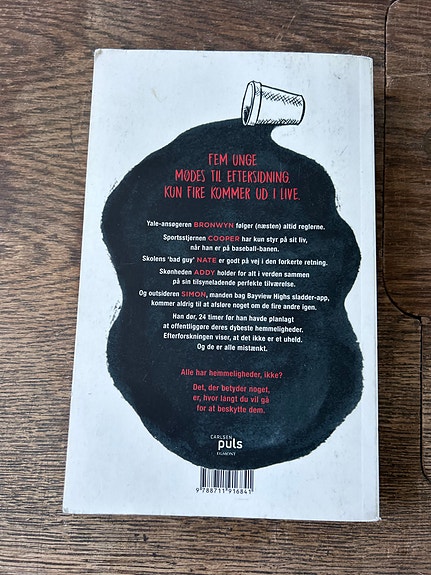 FEM UNGE
MØDES TIL EFTERSIDNING.
KUN FIRE KOMMER UD I LIVE.
Yale-ansøgeren BRONWYN følger (næsten) altid reglerne.
Sportsstjernen COOPER har kun styr på sit liv,
når han er på baseball-banen.
Skolens 'bad guy' NATE er godt på vej i den forkerte retning.
Skønheden ADDY holder for alt i verden sammen
på sin tilsyneladende perfekte tilværelse.
Og outsideren SIMON, manden bag Bayview Highs sladder-app,
kommer aldrig til at afsløre noget om de fire andre igen.
Han dør, 24 timer før han havde planlagt
at offentliggøre deres dybeste hemmeligheder.
Efterforskningen viser, at det ikke er et uheld.
Og de er alle mistænkt.
Alle har hemmeligheder, ikke?
Det, der betyder noget,
er, hvor langt du vil gå
for at beskytte dem.
CARLSEN
puls
EGMONT
9 788711 916841